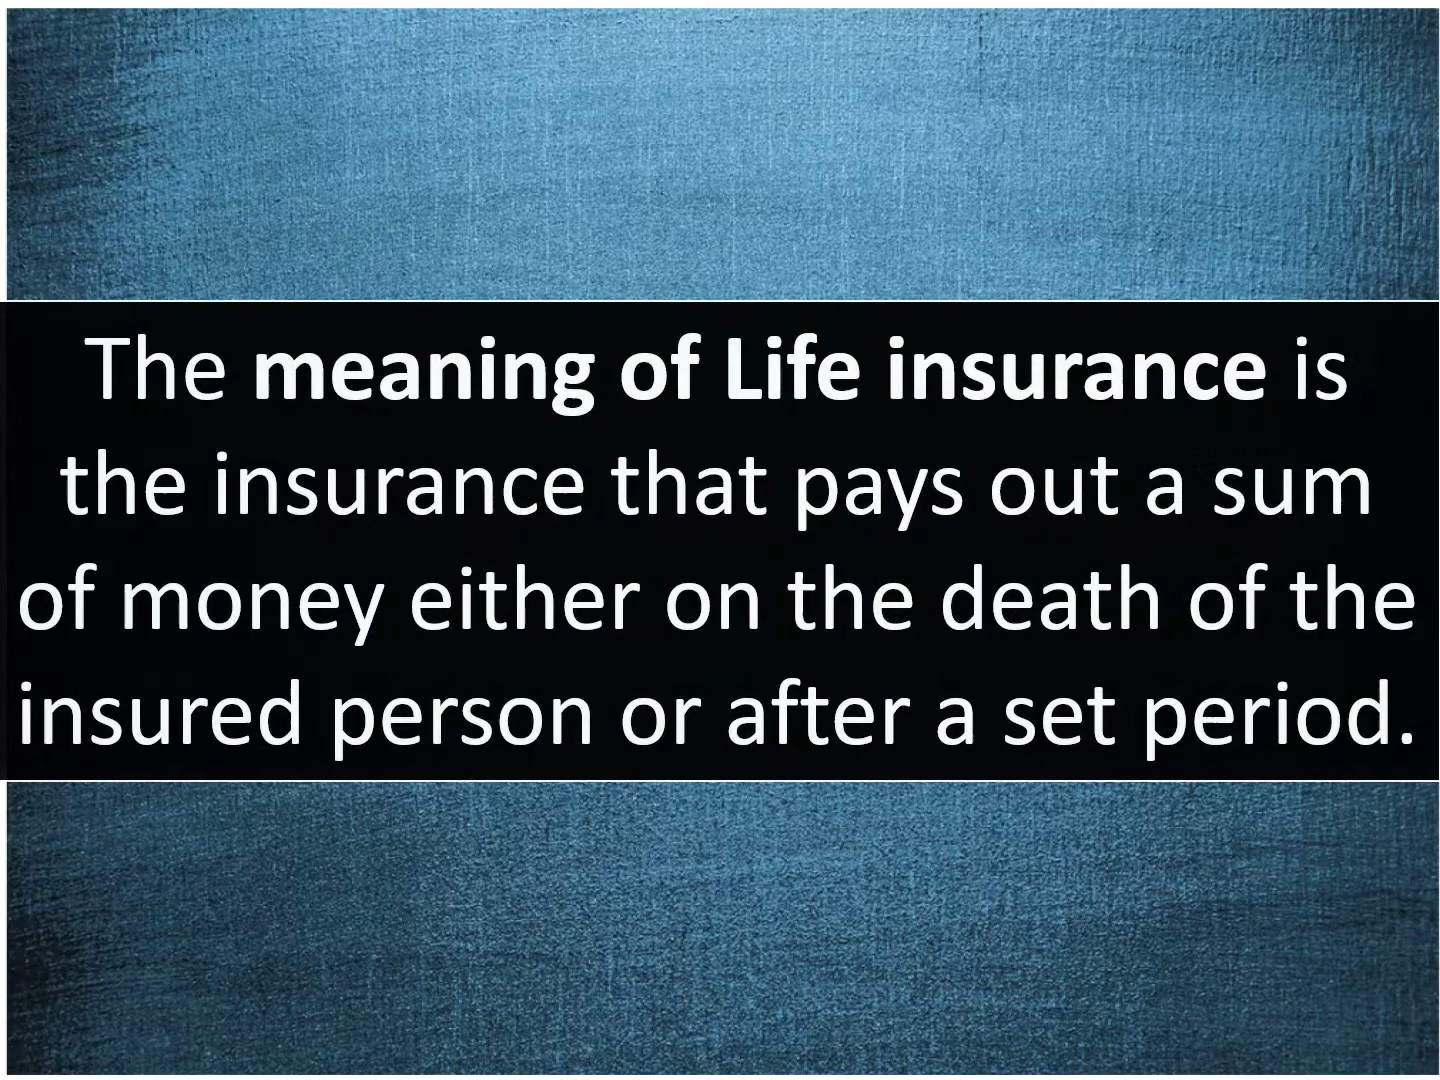 The meaning of Life insurance is
the insurance that pays out a sum
of money either on the death of the
insured person or after a set period.